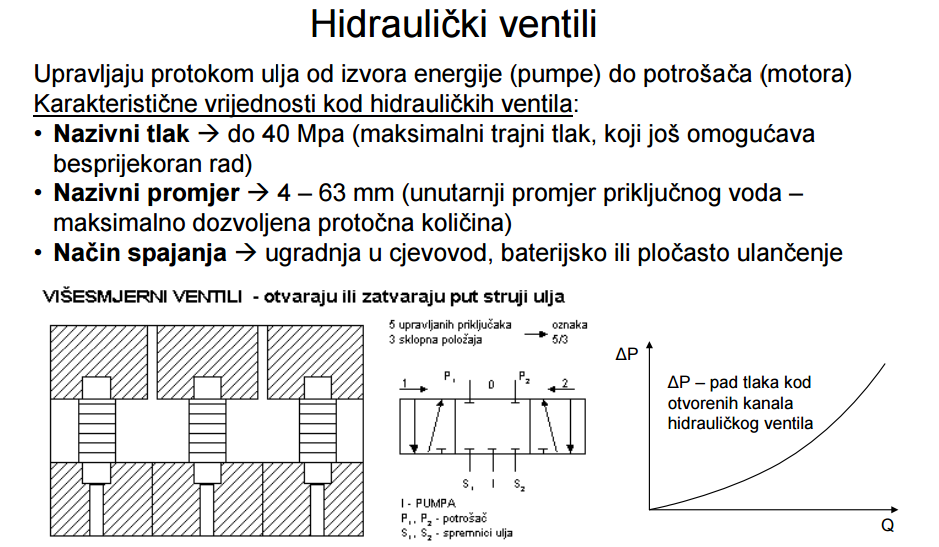 Hidraulički ventili
Upravljaju protokom ulja od izvora energije (pumpe) do potrošača (motora)
Karakteristične vrijednosti kod hidrauličkih ventila:
• Nazivni tlak → do 40 Mpa (maksimalni trajni tlak, koji još omogućava
besprijekoran rad)
• Nazivni promjer → 4 – 63 mm (unutarnji promjer priključnog voda –
maksimalno dozvoljena protočna količina)
• Način spajanja → ugradnja u cjevovod, baterijsko ili pločasto ulančenje
VIŠESMJERNI VENTILI - otvaraju ili zatvaraju put struji ulja
5 upravljanih priključaka → oznaka
3 sklopna položaja 5/3
1 P₁ 0 P₂ 2
S₁ I S₂
I - PUMPA
P₁, P₂ - potrošač
S₁, S₂ - spremnici ulja
ΔP
ΔP – pad tlaka kod
otvorenih kanala
hidrauličkog ventila
Q